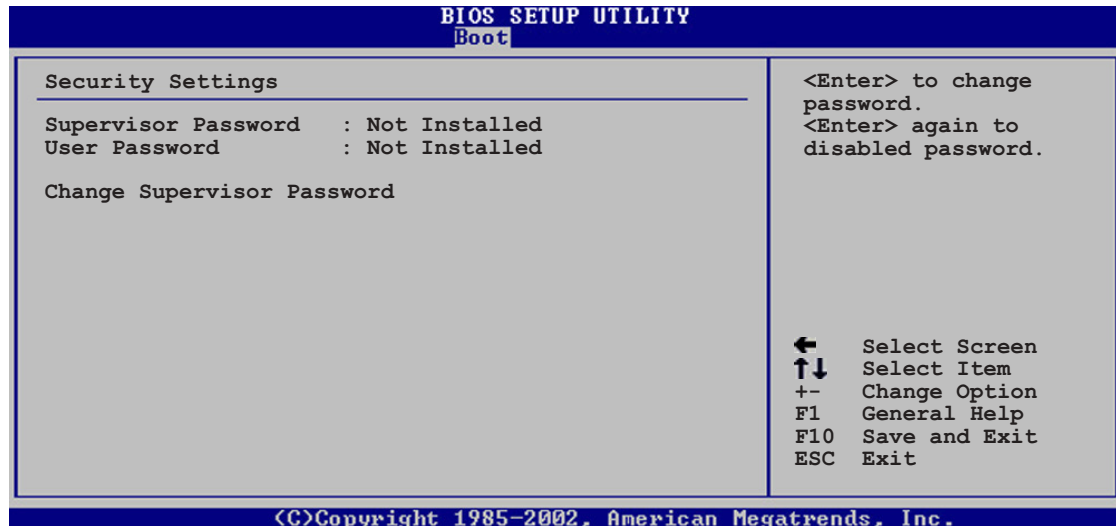 BIOS SETUP UTILITY
Boot
Security Settings
Supervisor Password : Not Installed
User Password : Not Installed
Change Supervisor Password
<Enter> to change
password.
<Enter> again to
disabled password.
← Select Screen
↑↓ Select Item
+- Change Option
F1 General Help
F10 Save and Exit
ESC Exit
(C)Copyright 1985-2002, American Megatrends, Inc.